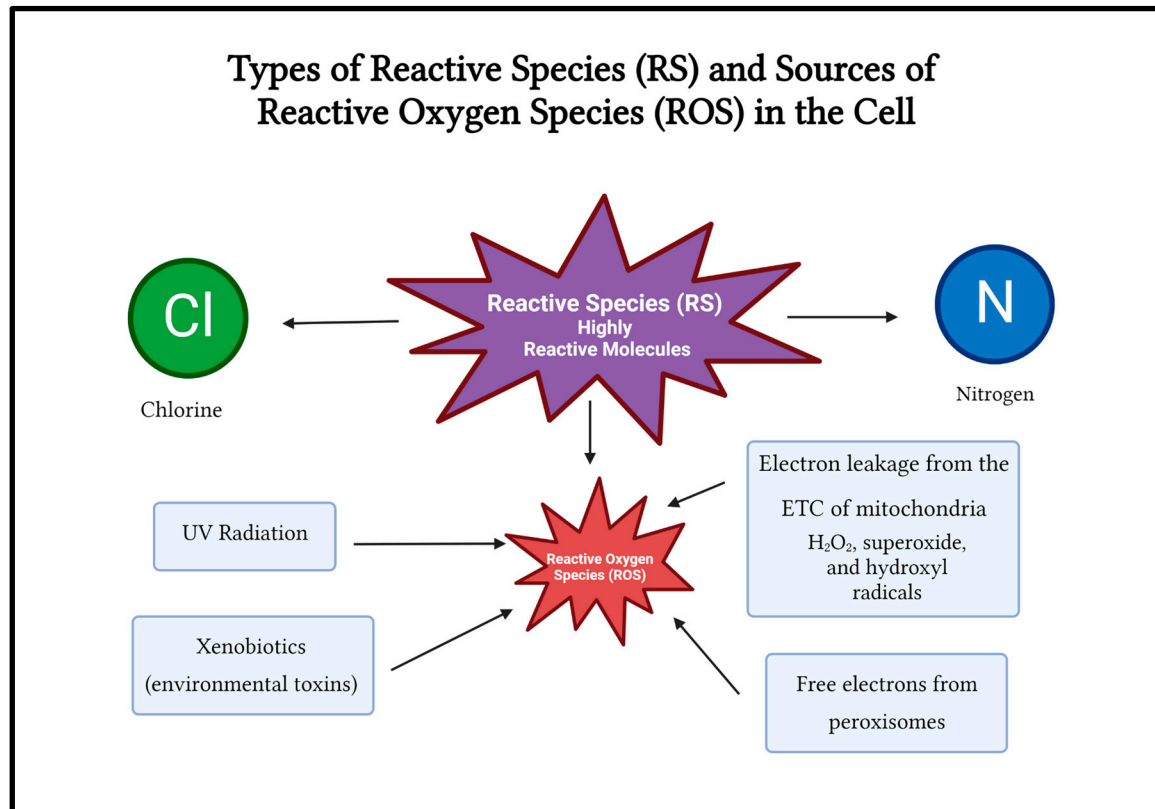 Types of Reactive Species (RS) and Sources of
Reactive Oxygen Species (ROS) in the Cell
Cl
Chlorine
Reactive Species (RS)
Highly
Reactive Molecules
N
Nitrogen
UV Radiation
Xenobiotics
(environmental toxins)
Reactive Oxygen
Species (ROS)
Electron leakage from the
ETC of mitochondria
H₂O₂, superoxide,
and hydroxyl
radicals
Free electrons from
peroxisomes